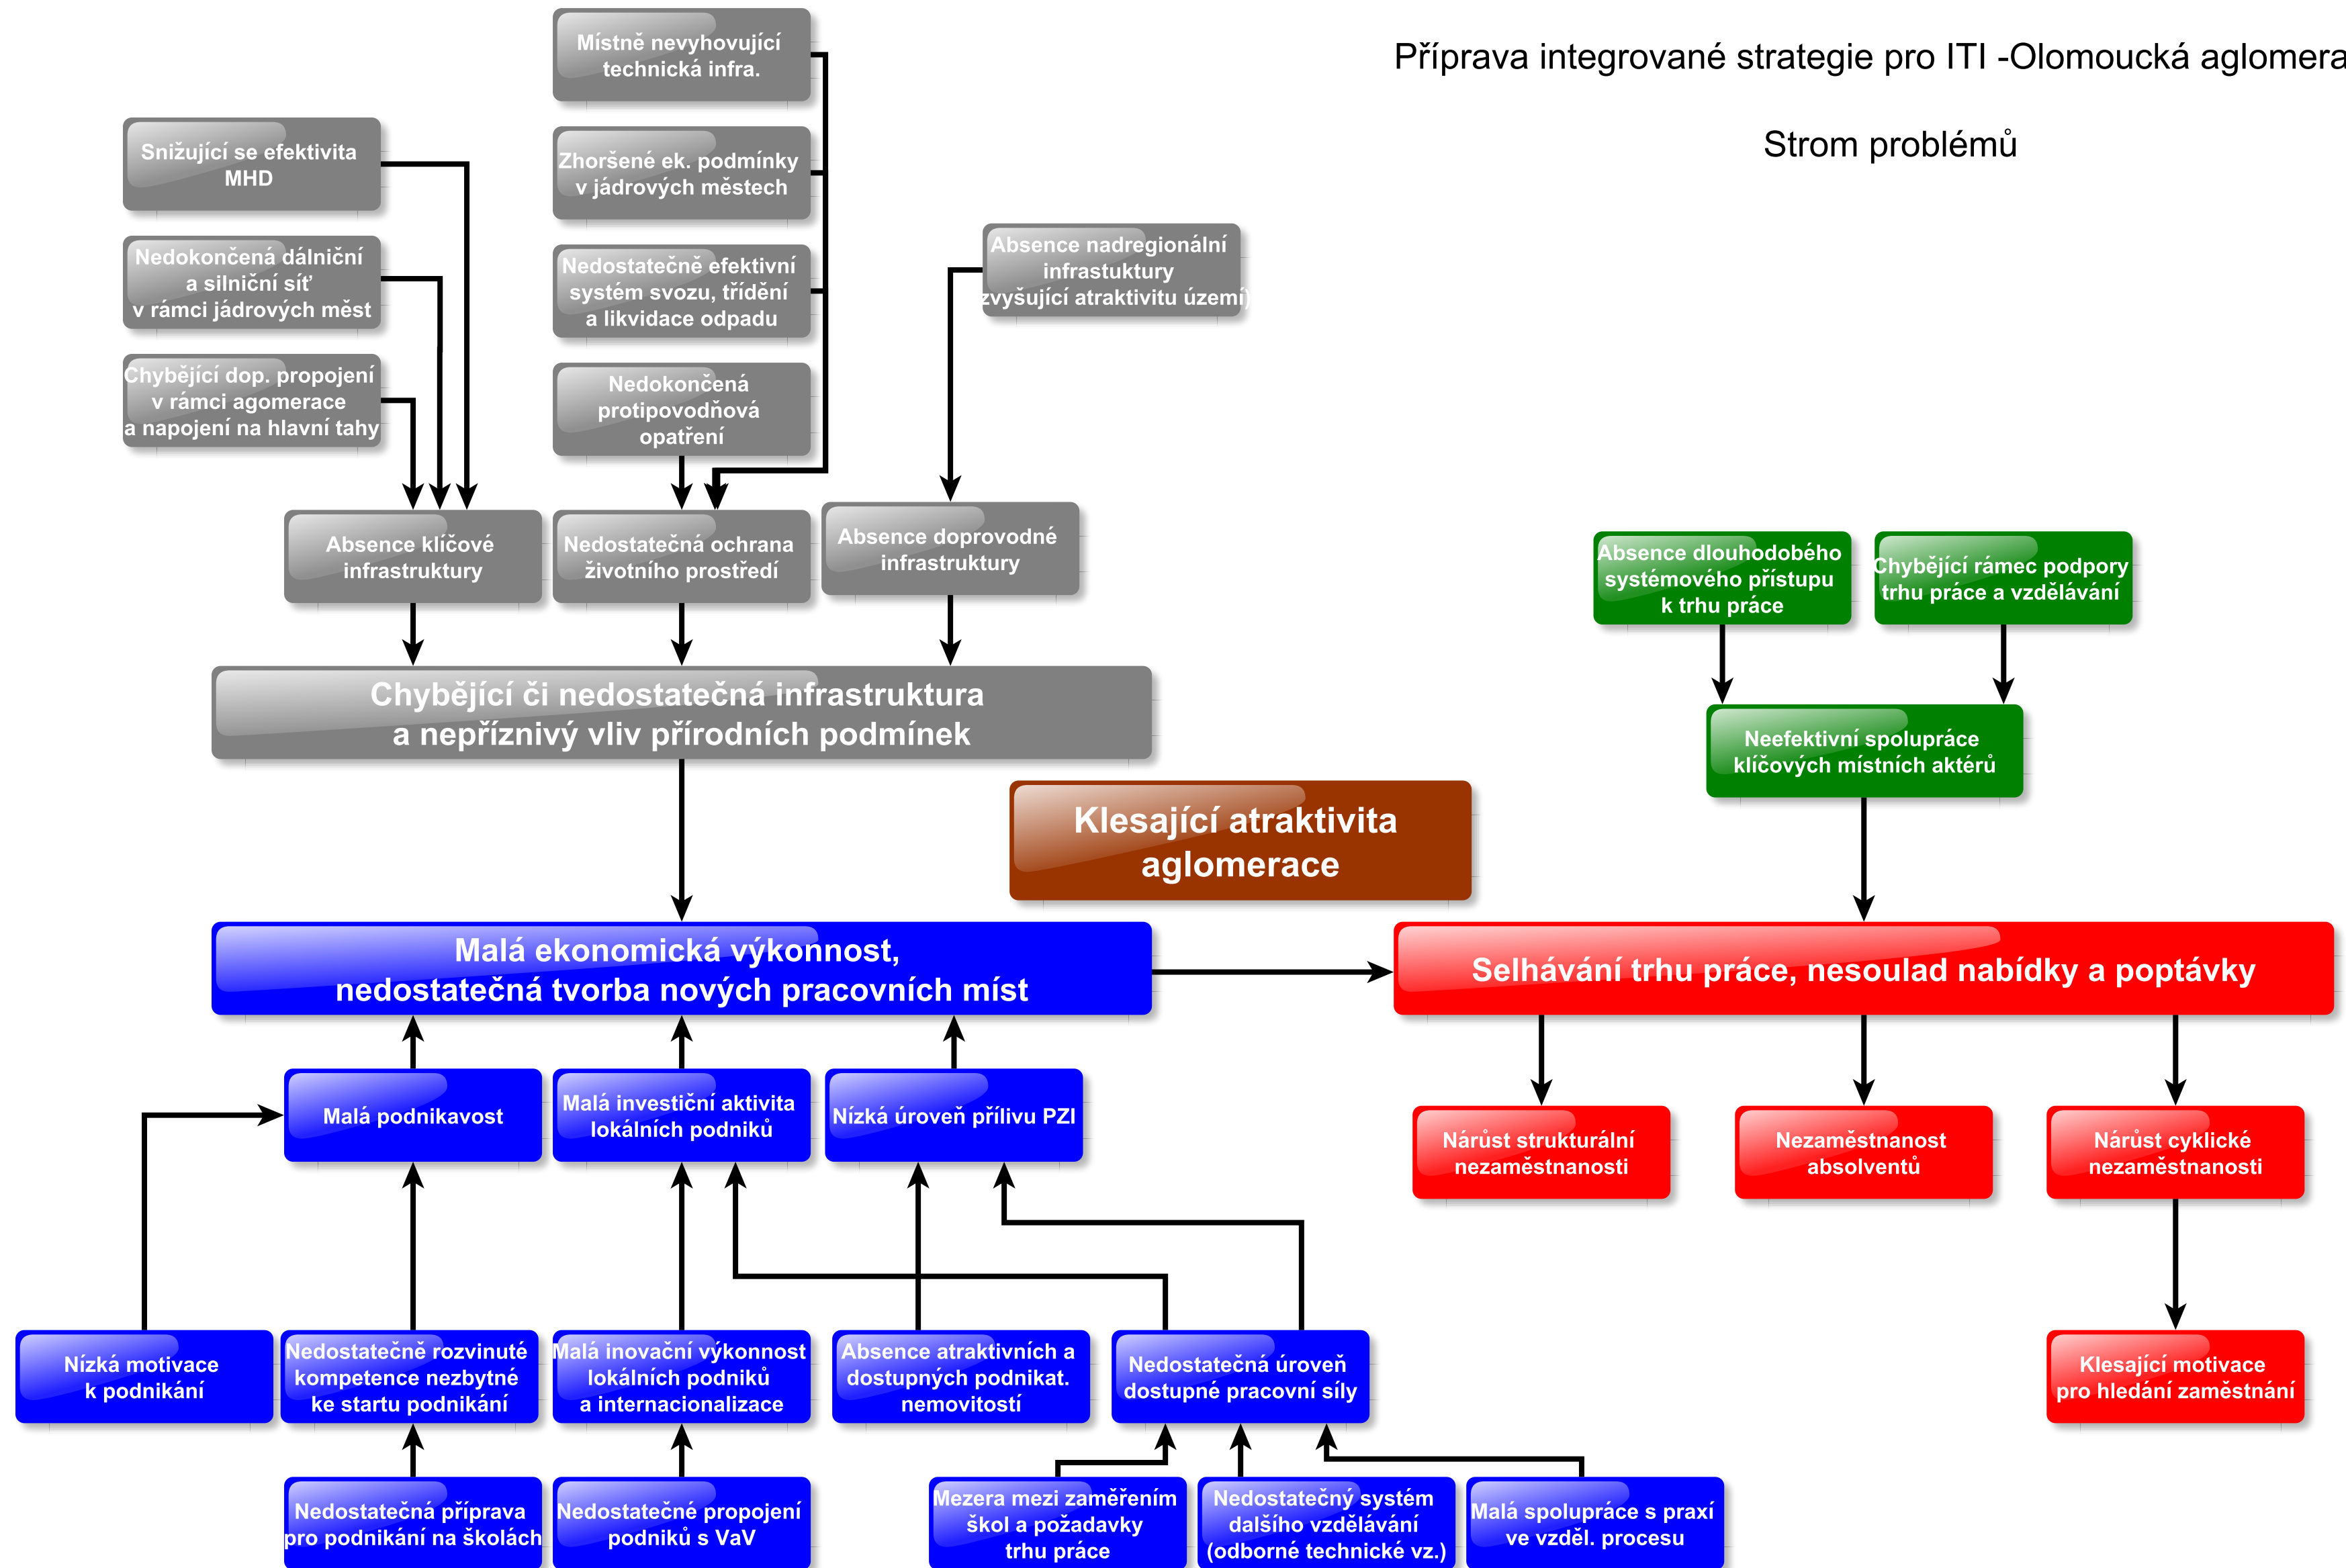 Příprava integrované strategie pro ITI -Olomoucká aglomera
Strom problémů
Místně nevyhovující
technická infra.
Snižující se efektivita
MHD
Zhoršené ek. podmínky
v jádrových městech
Absence nadregionální
infrastuktury
zvyšující atraktivitu území)
Nedokončená dálniční
a silniční síť
v rámci jádrových měst
Nedostatečně efektivní
systém svozu, třídění
a likvidace odpadu
Chybějící dop. propojení
v rámci agomerace
a napojení na hlavní tahy
Nedokončená
protipovodňová
opatření
Absence klíčové
infrastruktury
Nedostatečná ochrana
životního prostředí
Absence doprovodné
infrastruktury
Absence dlouhodobého
systémového přístupu
k trhu práce
Chybějící rámec podpory
trhu práce a vzdělávání
Chybějící či nedostatečná infrastruktura
a nepříznivý vliv přírodních podmínek
Neefektivní spolupráce
klíčových místních aktérů
Klesající atraktivita
aglomerace
Malá ekonomická výkonnost,
nedostatečná tvorba nových pracovních míst
Selhávání trhu práce, nesoulad nabídky a poptávky
Malá podnikavost
Malá investiční aktivita
lokálních podniků
Nízká úroveň přílivu PZI
Nárůst strukturální
nezaměstnanosti
Nezaměstnanost
absolventů
Nárůst cyklické
nezaměstnanosti
Nízká motivace
k podnikání
Nedostatečně rozvinuté
kompetence nezbytné
ke startu podnikání
Malá inovační výkonnost
lokálních podniků
a internacionalizace
Absence atraktivních a
dostupných podnikat.
nemovitostí
Nedostatečná úroveň
dostupné pracovní síly
Klesající motivace
pro hledání zaměstnání
Nedostatečná příprava
pro podnikání na školách
Nedostatečné propojení
podniků s VaV
Mezera mezi zaměřením
škol a požadavky
trhu práce
Nedostatečný systém
dalšího vzdělávání
(odborné technické vz.)
Malá spolupráce s praxí
ve vzděl. procesu